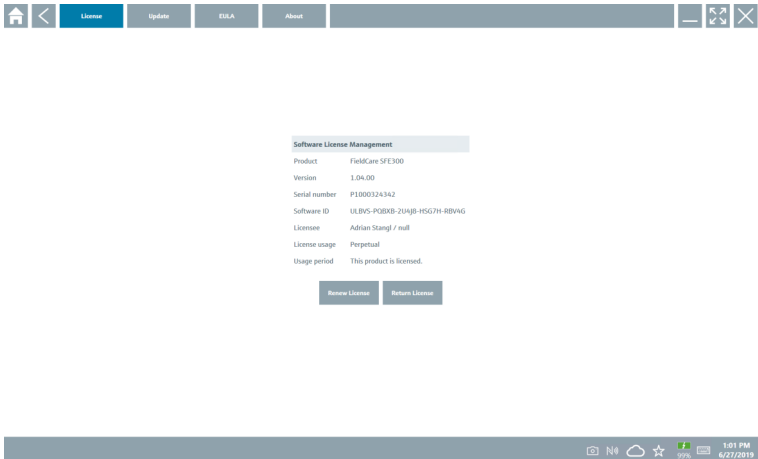 License Update EULA About
Software License Management
Product FieldCare SFE300
Version 1.04.00
Serial number P1000324342
Software ID ULBVS-PQBXB-2U4J8-HSG7H-RBV4G
Licensee Adrian Stangl / null
License usage Perpetual
Usage period This product is licensed.
Renew License Return License
99%
1:01 PM
6/27/2019